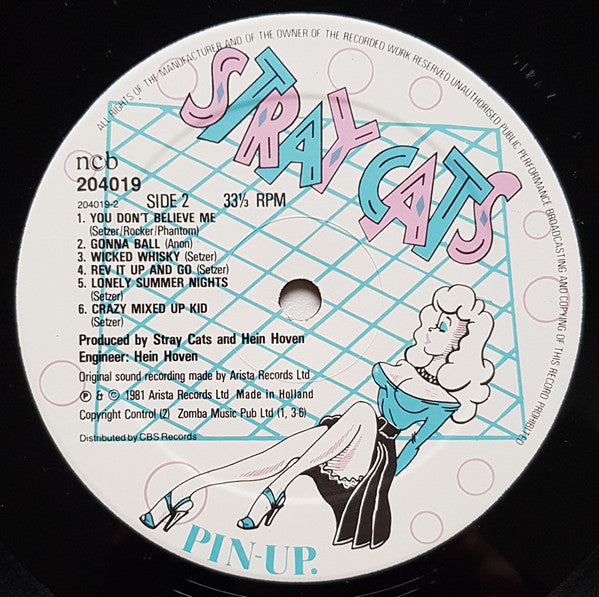 ALL RIGHTS OF THE MANUFACTURER AND OF THE OWNER OF THE RECORDED WORK RESERVED UNAUTHORISED PUBLIC PERFORMANCE BROADCASTING AND COPYING OF THIS RECORD PROHIBITED
STRAY CATS
ncb
204019
204019-2 SIDE 2 33⅓ RPM
1. YOU DON'T BELIEVE ME
(Setzer/Rocker/Phantom)
2. GONNA BALL (Anon)
3. WICKED WHISKY (Setzer)
4. REV IT UP AND GO (Setzer)
5. LONELY SUMMER NIGHTS
(Setzer)
6. CRAZY MIXED UP KID
(Setzer)
Produced by Stray Cats and Hein Hoven
Engineer: Hein Hoven
Original sound recording made by Arista Records Ltd
℗ & © 1981 Arista Records Ltd Made in Holland
Copyright Control (2) Zomba Music Pub Ltd (1, 3-6)
Distributed by CBS Records
PIN-UP.